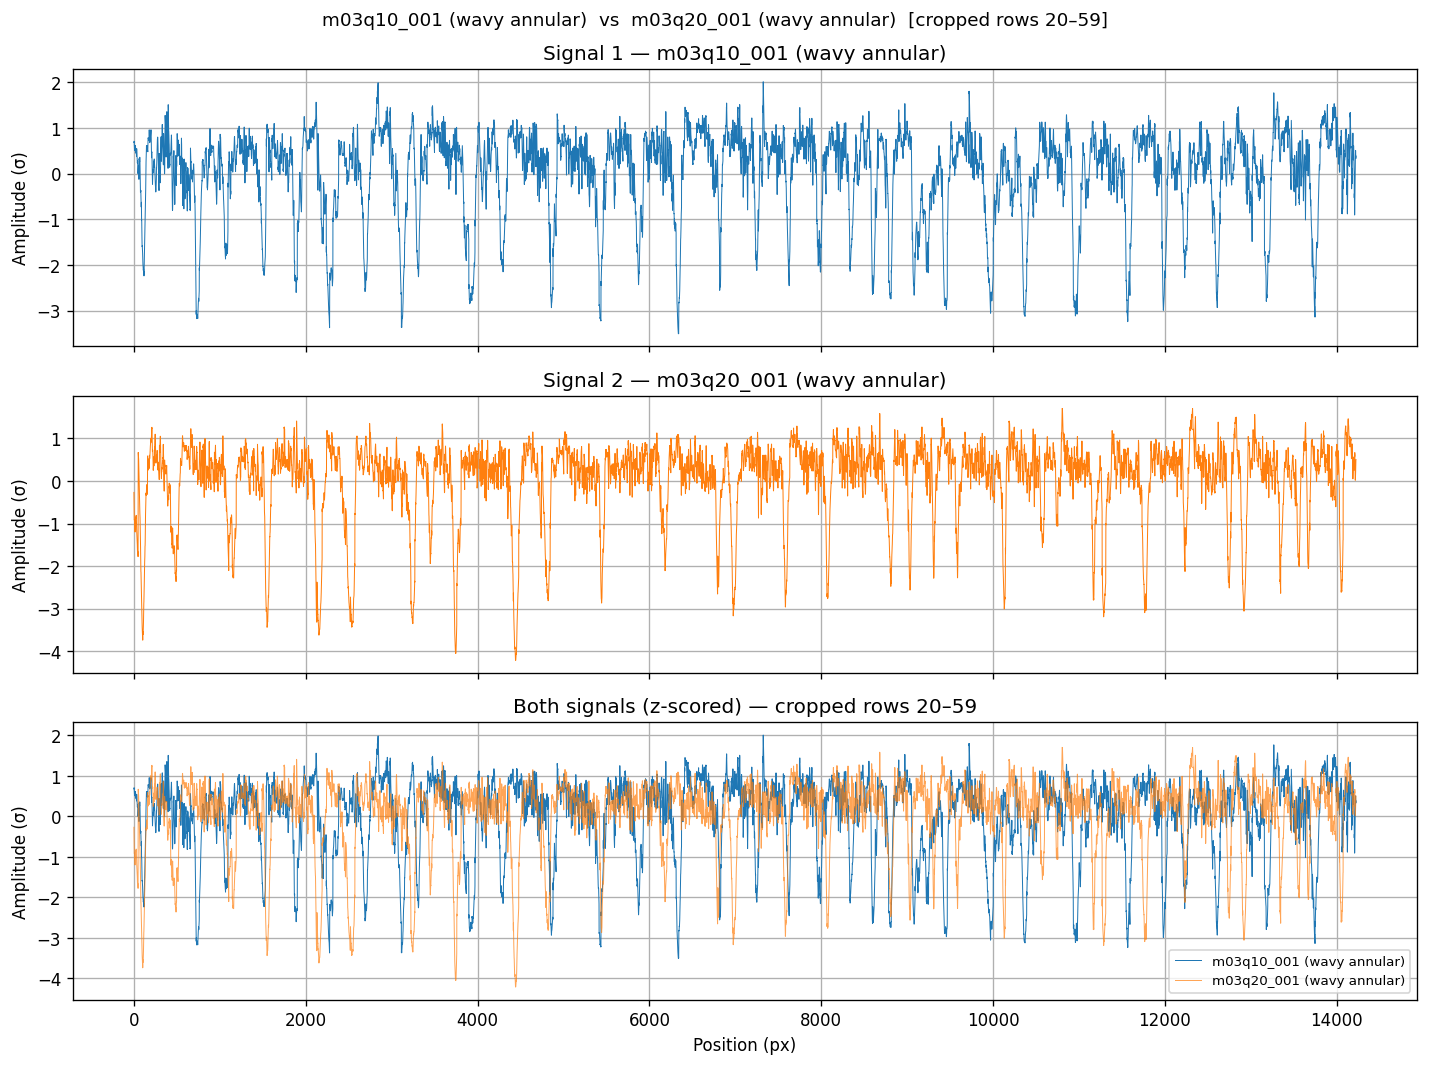 m03q10_001 (wavy annular)  vs  m03q20_001 (wavy annular)  [cropped rows 20–59]
Signal 1 — m03q10_001 (wavy annular)
Amplitude (σ)
2
1
0
−1
−2
−3
Signal 2 — m03q20_001 (wavy annular)
Amplitude (σ)
1
0
−1
−2
−3
−4
Both signals (z-scored) — cropped rows 20–59
Amplitude (σ)
2
1
0
−1
−2
−3
−4
m03q10_001 (wavy annular)
m03q20_001 (wavy annular)
0 2000 4000 6000 8000 10000 12000 14000
Position (px)